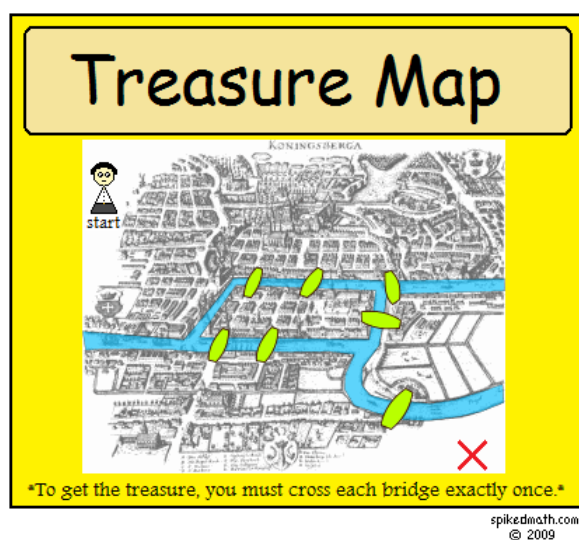 Treasure Map
KONINGSBERGA
start
*To get the treasure, you must cross each bridge exactly once.*
spikedmath.com
© 2009